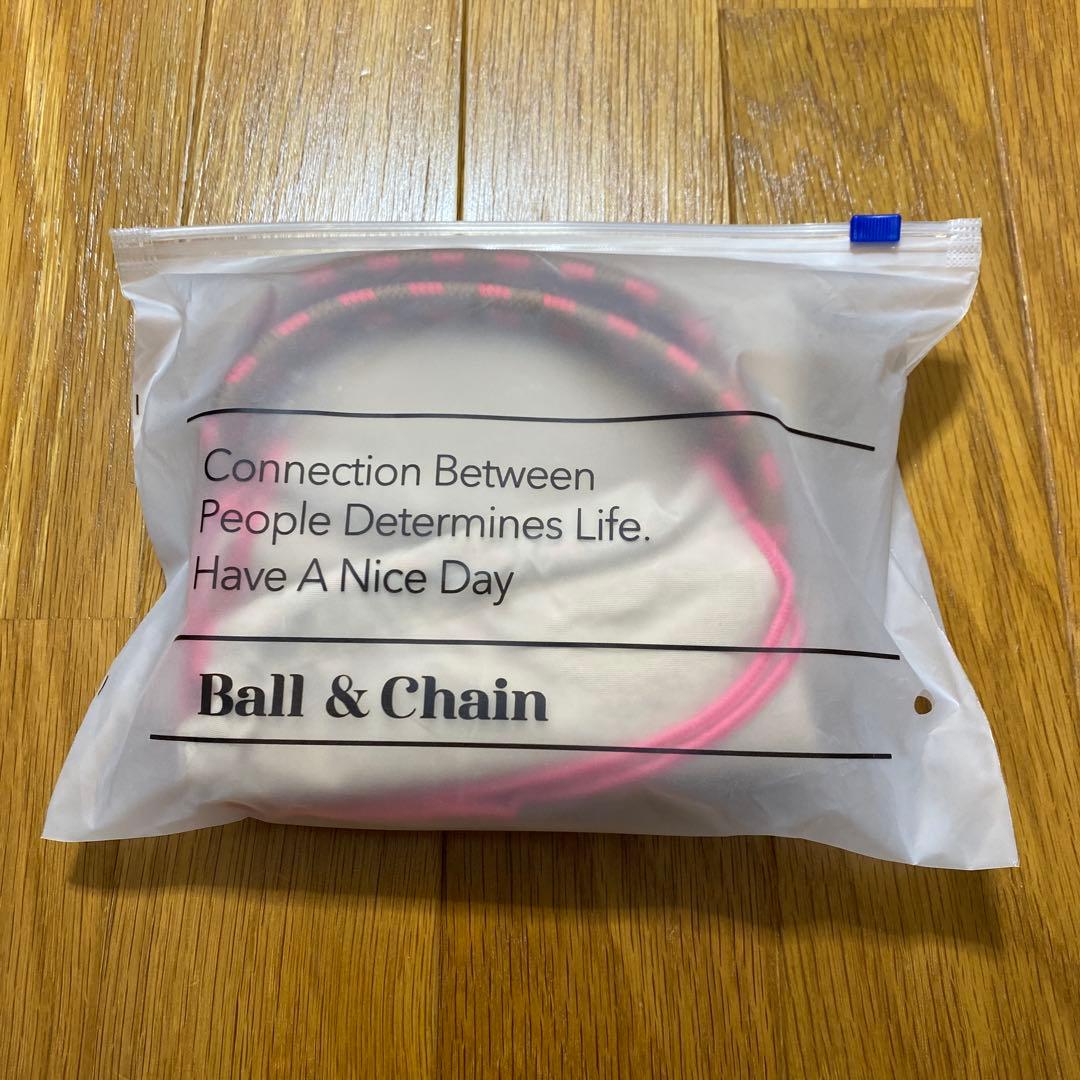 Connection Between
People Determines Life.
Have A Nice Day
Ball & Chain